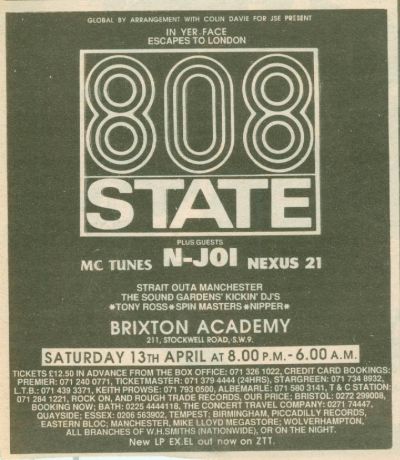 GLOBAL BY ARRANGEMENT WITH COLIN DAVIE FOR JSE PRESENT
IN YER FACE
ESCAPES TO LONDON
808
STATE
PLUS GUESTS
MC TUNES N-JOI NEXUS 21
STRAIT OUTA MANCHESTER
THE SOUND GARDENS' KICKIN' DJ'S
*TONY ROSS*SPIN MASTERS*NIPPER*
BRIXTON ACADEMY
211, STOCKWELL ROAD, S.W.9.
SATURDAY 13TH APRIL AT 8.00 P.M.-6.00 A.M.
TICKETS £12.50 IN ADVANCE FROM THE BOX OFFICE: 071 326 1022, CREDIT CARD BOOKINGS:
PREMIER: 071 240 0771, TICKETMASTER: 071 379 4444 (24HRS), STARGREEN: 071 734 8932,
L.T.B.: 071 439 3371, KEITH PROWSE: 071 793 0500, ALBEMARLE: 071 580 3141, T & C STATION:
071 284 1221, ROCK ON, AND ROUGH TRADE RECORDS, OUR PRICE; BRISTOL: 0272 299008,
BOOKING NOW; BATH: 0225 4444118, THE CONCERT TRAVEL COMPANY: 0271 74447,
QUAYSIDE; ESSEX: 0206 563902, TEMPEST; BIRMINGHAM, PICCADILLY RECORDS,
EASTERN BLOC; MANCHESTER, MIKE LLOYD MEGASTORE; WOLVERHAMPTON,
ALL BRANCHES OF W.H.SMITHS (NATIONWIDE), OR ON THE NIGHT.
New LP EX.EL out now on ZTT.